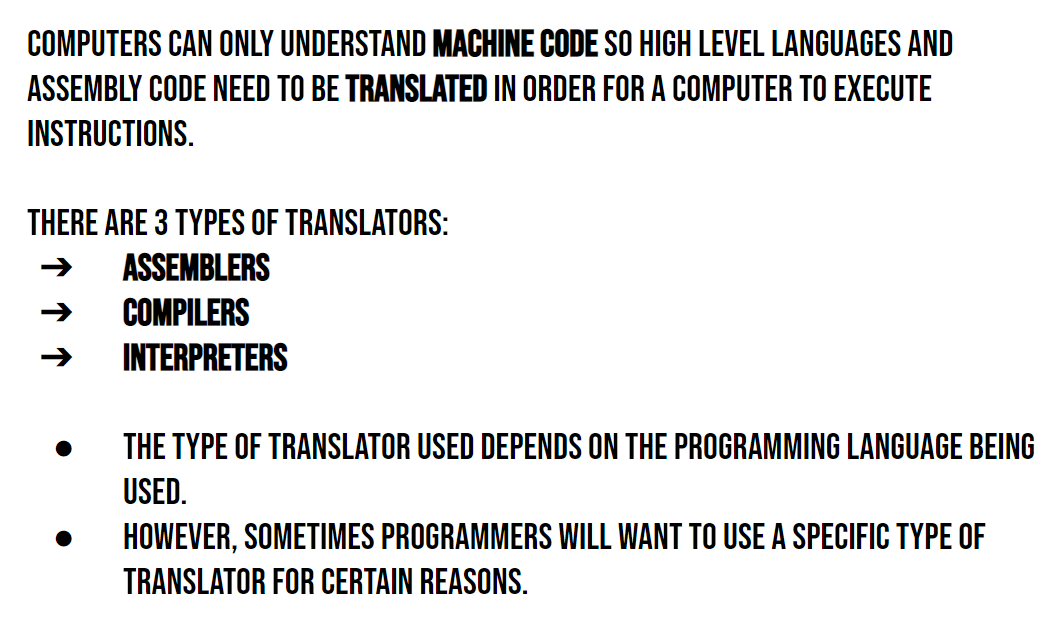 COMPUTERS CAN ONLY UNDERSTAND MACHINE CODE SO HIGH LEVEL LANGUAGES AND
ASSEMBLY CODE NEED TO BE TRANSLATED IN ORDER FOR A COMPUTER TO EXECUTE
INSTRUCTIONS.
THERE ARE 3 TYPES OF TRANSLATORS:
➔ ASSEMBLERS
➔ COMPILERS
➔ INTERPRETERS
● THE TYPE OF TRANSLATOR USED DEPENDS ON THE PROGRAMMING LANGUAGE BEING
USED.
● HOWEVER, SOMETIMES PROGRAMMERS WILL WANT TO USE A SPECIFIC TYPE OF
TRANSLATOR FOR CERTAIN REASONS.